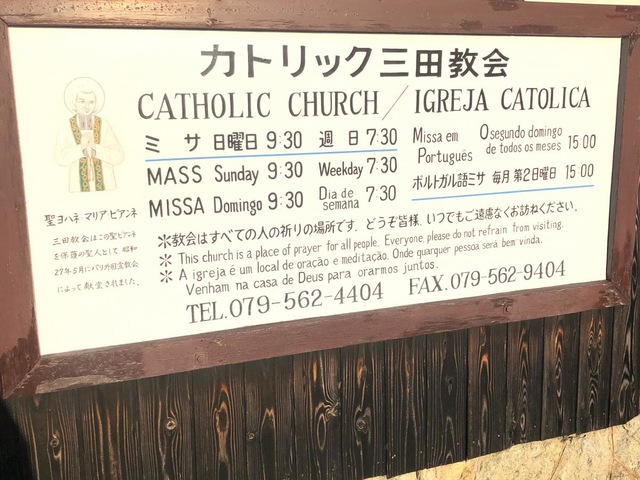 カトリック三田教会
CATHOLIC CHURCH / IGREJA CATOLICA
ミサ 日曜日 9:30 週日 7:30
MASS Sunday 9:30 Weekday 7:30
MISSA Domingo 9:30 Dia de semana 7:30
Missa em Português O segundo domingo de todos os meses 15:00
ポルトガル語ミサ 毎月 第2日曜日 15:00
聖ヨハネ マリア ビアンネ
三田教会はこの聖ビアンネ
を保護の聖人として、昭和
27年5月にパリ外国宣教会
によって献堂されました。
※教会はすべての人の祈りの場所です。どうぞ皆様、いつでもご遠慮なくお訪ねください。
※ This church is a place of prayer for all people. Everyone, please do not refrain from visiting.
※ A igreja é um local de oração e meditação. Onde quarquer pessoa será bem vinda.
Venham na casa de Deus para orarmos juntos.
TEL.079-562-4404 FAX.079-562-9404